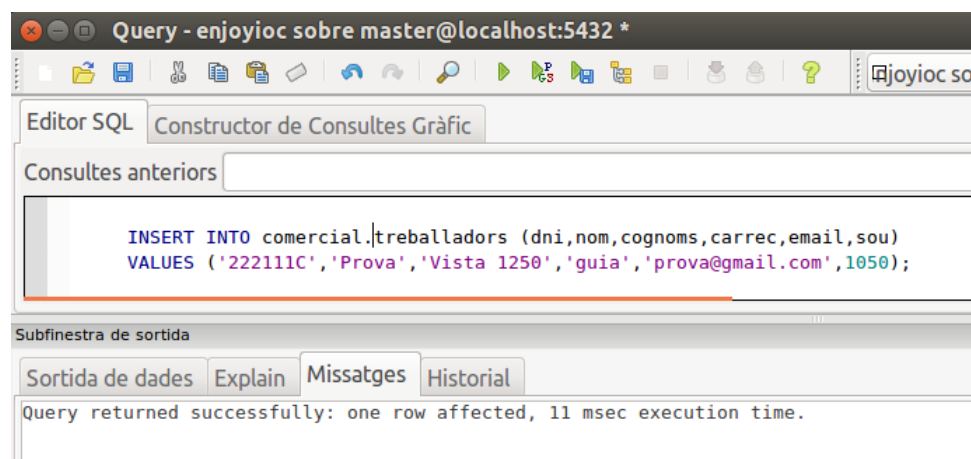 Query - enjoyioc sobre master@localhost:5432 *
njoyioc so
Editor SQL Constructor de Consultes Gràfic
Consultes anteriors
INSERT INTO comercial.treballadors (dni,nom,cognoms,carrec,email,sou)
VALUES ('222111C','Prova','Vista 1250','guia','prova@gmail.com',1050);
Subfinestra de sortida
Sortida de dades Explain Missatges Historial
Query returned successfully: one row affected, 11 msec execution time.